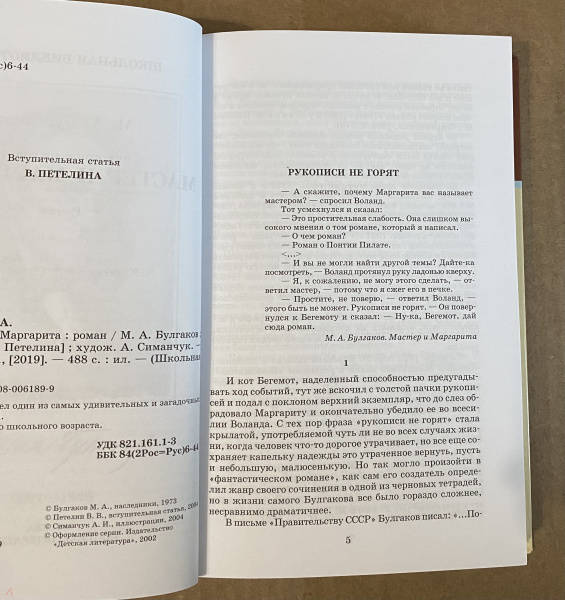 с)6-44
Вступительная статья
В. ПЕТЕЛИНА
А.
Маргарита : роман / М. А. Булгаков
Петелина] ; худож. А. Симанчук. —
, [2019]. — 488 с. : ил. — (Школьная
08-006189-9
ел один из самых удивительных и загадочных
о школьного возраста.
УДК 821.161.1-3
ББК 84(2Рос=Рус)6-44
© Булгаков М. А., наследники, 1973
© Петелин В. В., вступительная статья,
© Симанчук А. И., иллюстрации, 2004
© Оформление серии. Издательство
«Детская литература», 2002
РУКОПИСИ НЕ ГОРЯТ
— А скажите, почему Маргарита вас называет
мастером? — спросил Воланд.
Тот усмехнулся и сказал:
— Это простительная слабость. Она слишком вы-
сокого мнения о том романе, который я написал.
— О чем роман?
— Роман о Понтии Пилате.
<...>
— И вы не могли найти другой темы? Дайте-ка
посмотреть, — Воланд протянул руку ладонью кверху.
— Я, к сожалению, не могу этого сделать, — от-
ветил мастер, — потому что я сжег его в печке.
— Простите, не поверю, — ответил Воланд, —
этого быть не может. Рукописи не горят. — Он повер-
нулся к Бегемоту и сказал: — Ну-ка, Бегемот, дай
сюда роман.
М. А. Булгаков. Мастер и Маргарита
1
И кот Бегемот, наделенный способностью предугады-
вать ход событий, тут же вскочил с толстой пачки рукопи-
сей и подал с поклоном верхний экземпляр, что до слез об-
радовало Маргариту и окончательно убедило ее во всеси-
лии Воланда. С тех пор фраза «рукописи не горят» стала
крылатой, употребляемой чуть ли не во всех случаях жиз-
ни, когда человек что-то дорогое утрачивает, но все еще со-
храняет капельку надежды это утраченное вернуть, пусть
и небольшую, малюсенькую. Но так могло произойти в
«фантастическом романе», как сам его создатель опреде-
лил жанр своего сочинения в одной из черновых тетрадей,
но в жизни самого Булгакова все было гораздо сложнее,
несравнимо драматичнее.
В письме «Правительству СССР» Булгаков писал: «...По-
5